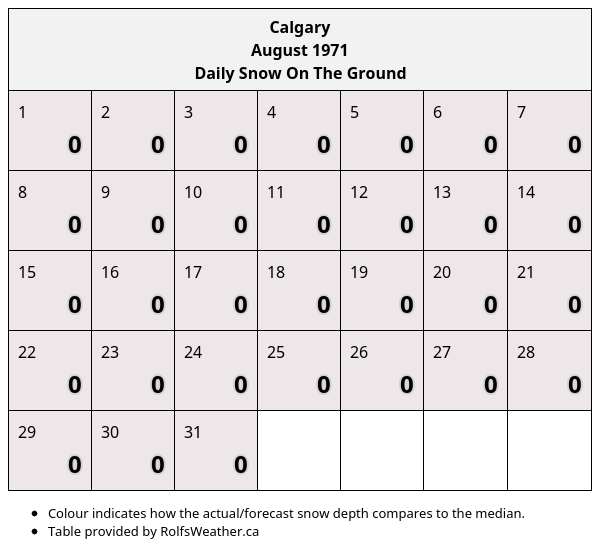 Calgary
August 1971
Daily Snow On The Ground
1 2 3 4 5 6 7
0 0 0 0 0 0 0
8 9 10 11 12 13 14
0 0 0 0 0 0 0
15 16 17 18 19 20 21
0 0 0 0 0 0 0
22 23 24 25 26 27 28
0 0 0 0 0 0 0
29 30 31
0 0 0
• Colour indicates how the actual/forecast snow depth compares to the median.
• Table provided by RolfsWeather.ca